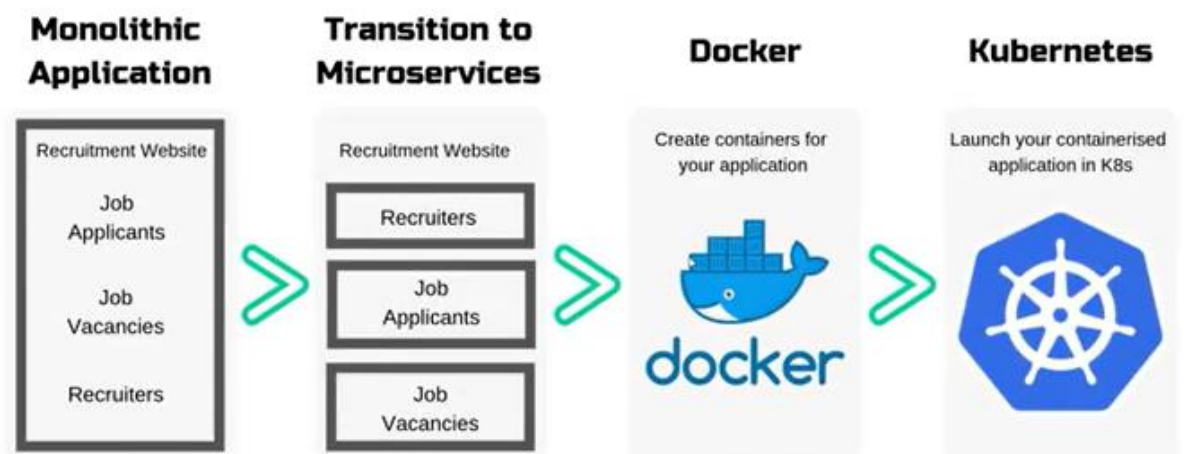 Monolithic
Application
Recruitment Website
Job
Applicants
Job
Vacancies
Recruiters
Transition to
Microservices
Recruitment Website
Recruiters
Job
Applicants
Job
Vacancies
Docker
Create containers for
your application
docker
Kubernetes
Launch your containerised
application in K8s